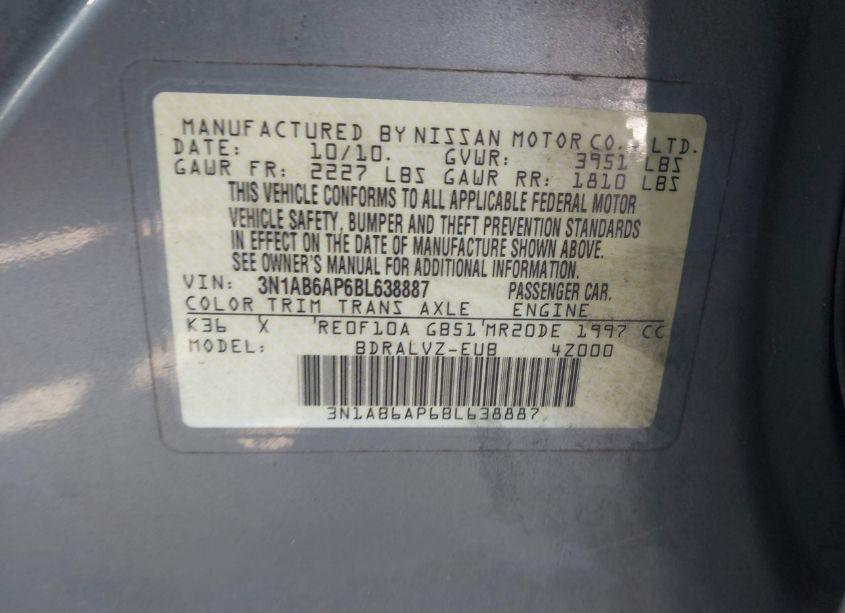 MANUFACTURED BY NISSAN MOTOR CO., LTD.
DATE: 10/10. GVWR: 3951 LBS
GAWR FR: 2227 LBS GAWR RR: 1810 LBS
THIS VEHICLE CONFORMS TO ALL APPLICABLE FEDERAL MOTOR
VEHICLE SAFETY, BUMPER AND THEFT PREVENTION STANDARDS
IN EFFECT ON THE DATE OF MANUFACTURE SHOWN ABOVE.
SEE OWNER'S MANUAL FOR ADDITIONAL INFORMATION.
VIN: 3N1AB6AP6BL638887 PASSENGER CAR.
COLOR TRIM TRANS AXLE ENGINE
K36 X RE0F10A GB51 MR20DE 1997 CC
MODEL: BDRALVZ-EUB 4Z000
3N1AB6AP6BL638887